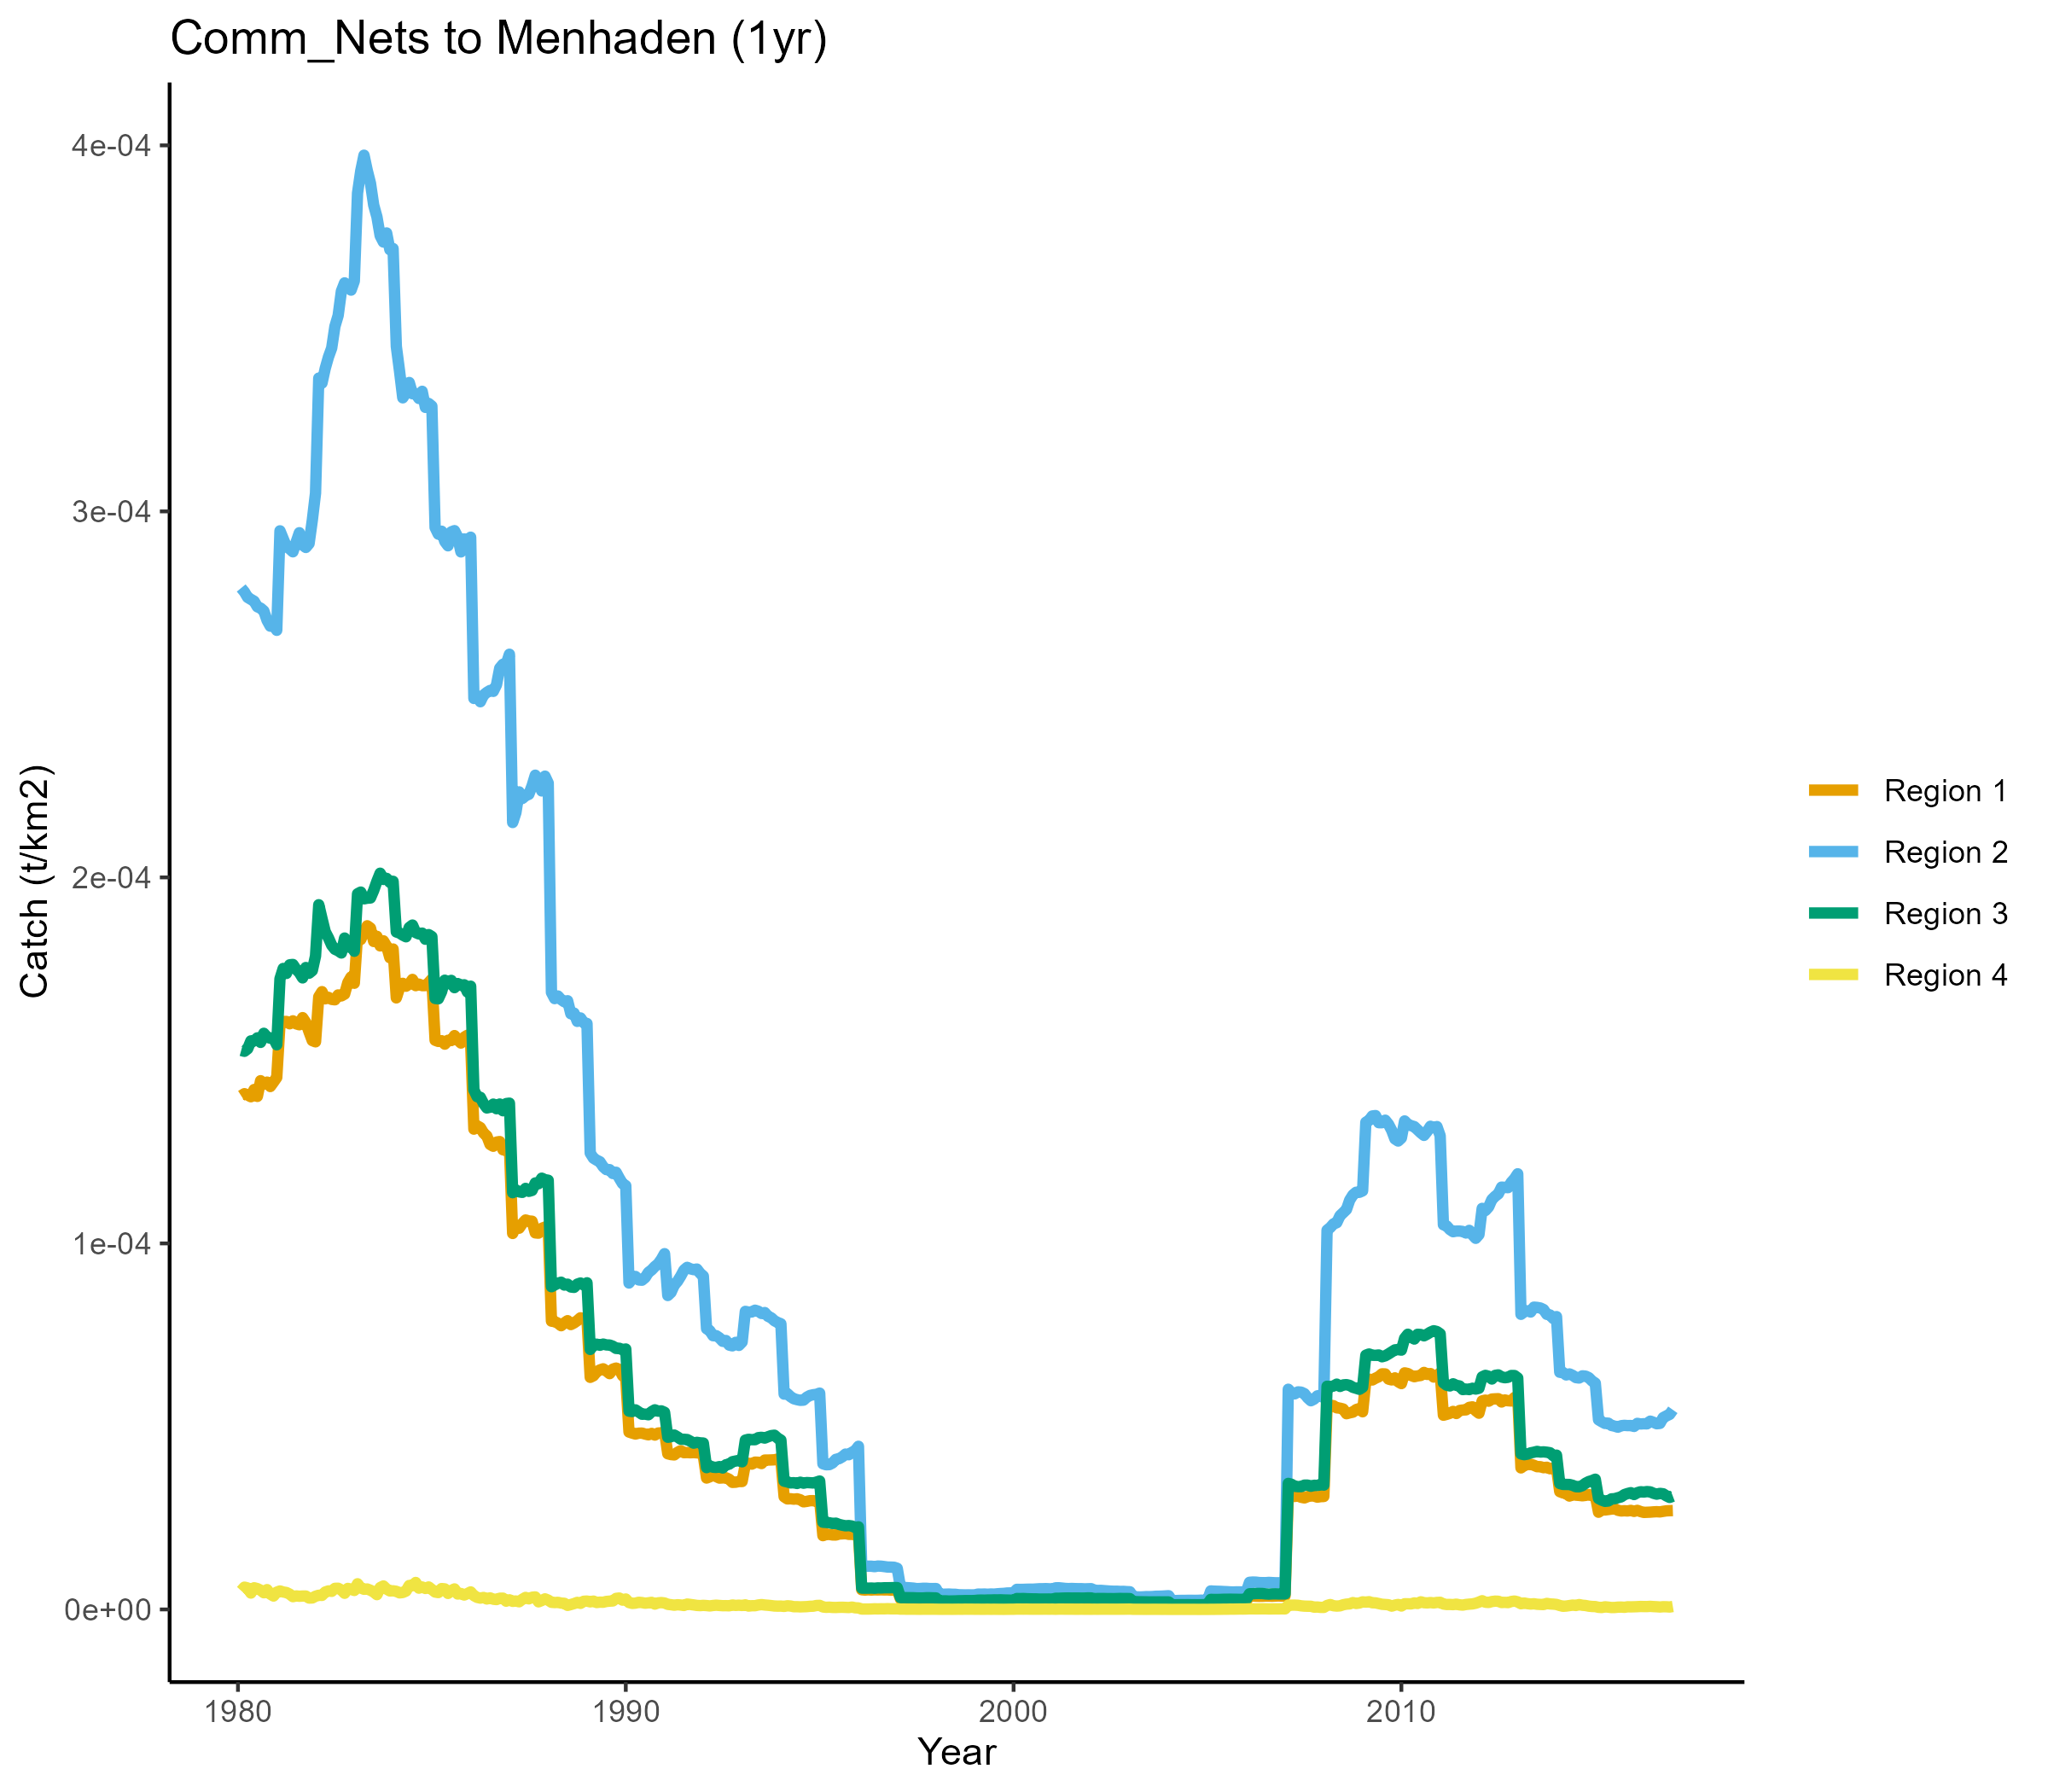 Comm_Nets to Menhaden (1yr)
4e-04
3e-04
2e-04
1e-04
0e+00
Catch (t/km2)
1980
1990
2000
2010
Year
Region 1
Region 2
Region 3
Region 4